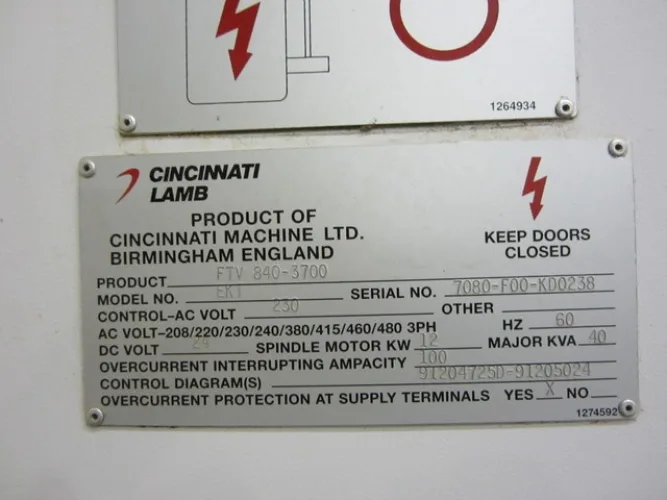 1264934
CINCINNATI
LAMB
PRODUCT OF
CINCINNATI MACHINE LTD.
BIRMINGHAM ENGLAND
KEEP DOORS
CLOSED
PRODUCT FTV 840-3700
MODEL NO. EKT SERIAL NO. 7080-F00-KD0238
CONTROL-AC VOLT 230 OTHER
AC VOLT-208/220/230/240/380/415/460/480 3PH HZ 60
DC VOLT 24 SPINDLE MOTOR KW 12 MAJOR KVA 40
OVERCURRENT INTERRUPTING AMPACITY 100
CONTROL DIAGRAM(S) 91204725D-91205024
OVERCURRENT PROTECTION AT SUPPLY TERMINALS YES X NO
1274592